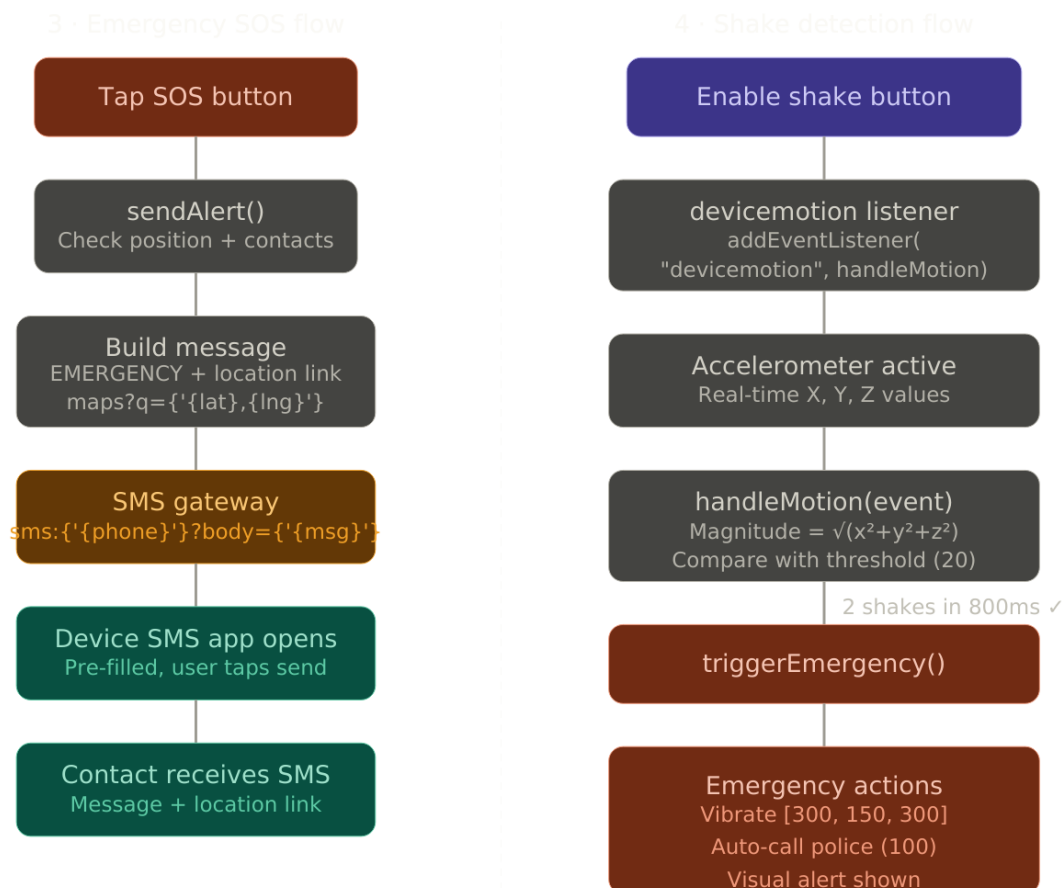 3 · Emergency SOS flow
Tap SOS button
sendAlert()
Check position + contacts
Build message
EMERGENCY + location link
maps?q={'{lat},{lng}'}
SMS gateway
sms:{'{phone}'}?body={'{msg}'}
Device SMS app opens
Pre-filled, user taps send
Contact receives SMS
Message + location link
4 · Shake detection flow
Enable shake button
devicemotion listener
addEventListener(
"devicemotion", handleMotion)
Accelerometer active
Real-time X, Y, Z values
handleMotion(event)
Magnitude = √(x²+y²+z²)
Compare with threshold (20)
2 shakes in 800ms ✓
triggerEmergency()
Emergency actions
Vibrate [300, 150, 300]
Auto-call police (100)
Visual alert shown